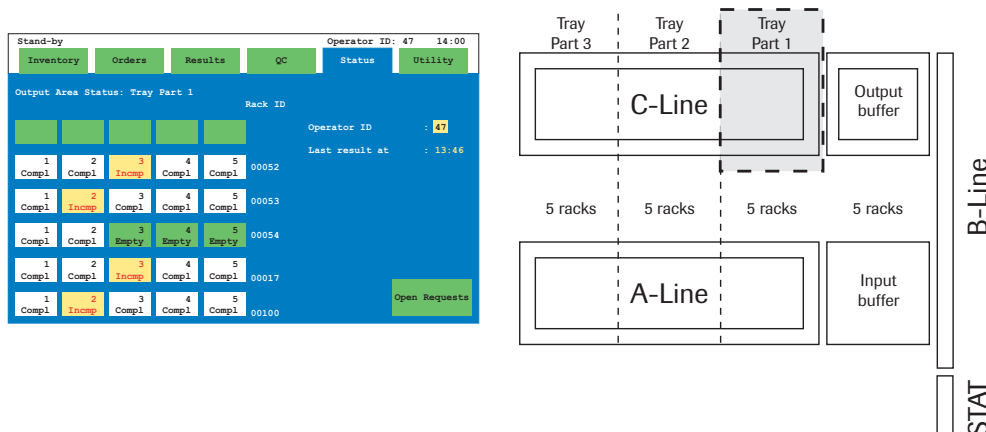 Stand-by Operator ID: 47 14:00
Inventory Orders Results QC Status Utility
Output Area Status: Tray Part 1
Rack ID
Operator ID : 47
Last result at : 13:46
1 2 3 4 5
Compl Compl Incmp Compl Compl 00052
1 2 3 4 5
Compl Incmp Compl Compl Compl 00053
1 2 3 4 5
Compl Compl Empty Empty Empty 00054
1 2 3 4 5
Compl Compl Incmp Compl Compl 00017
1 2 3 4 5
Compl Incmp Compl Compl Compl 00100
Open Requests
Tray Part 3
Tray Part 2
Tray Part 1
C-Line
Output
buffer
5 racks 5 racks 5 racks 5 racks
A-Line
Input
buffer
B-Line
STAT